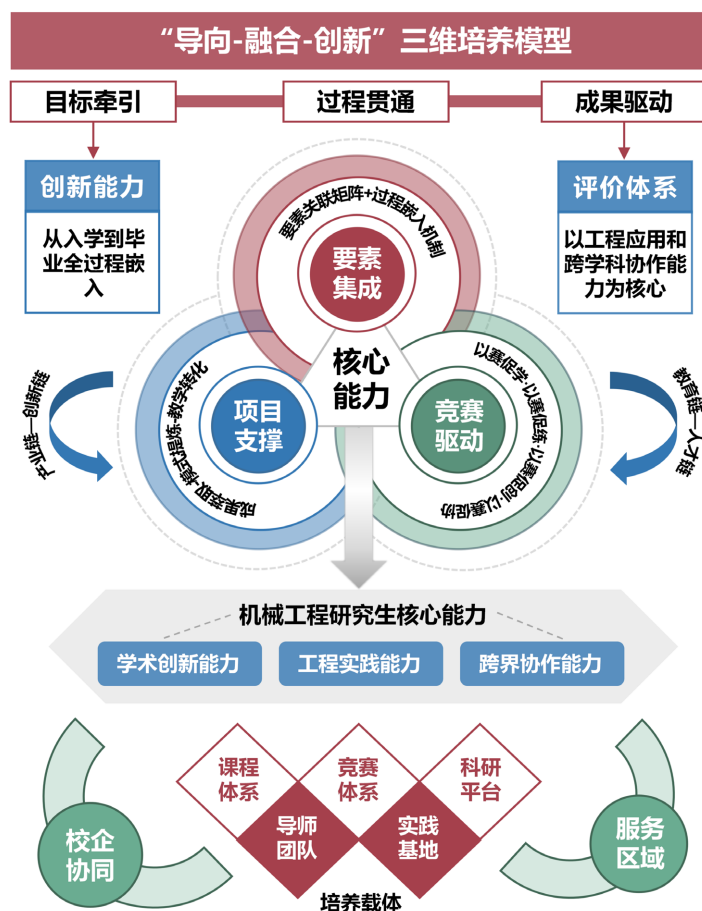 “导向-融合-创新”三维培养模型
目标牵引
过程贯通
成果驱动
创新能力
从入学到毕
业全过程嵌
入
评价体系
以工程应用和
跨学科协作能
力为核心
要素关联矩阵+过程嵌入机制
要素
集成
核心
能力
项目
支撑
成果萃取·模式提炼·教学转化
竞赛
驱动
以赛促学·以赛促练·以赛促创·以赛促协
产业链—创新链
教育链—人才链
机械工程研究生核心能力
学术创新能力
工程实践能力
跨界协作能力
课程
体系
竞赛
体系
科研
平台
导师
团队
实践
基地
校企
协同
服务
区域
培养载体